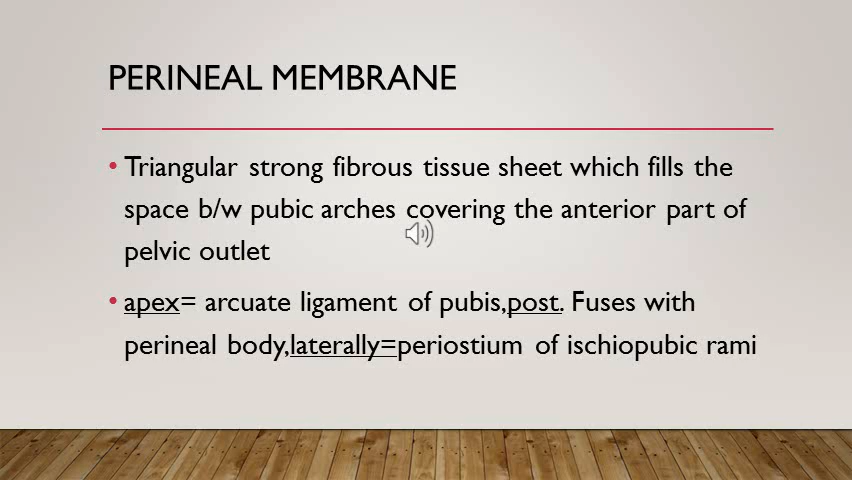 PERINEAL MEMBRANE
• Triangular strong fibrous tissue sheet which fills the
space b/w pubic arches covering the anterior part of
pelvic outlet
• apex= arcuate ligament of pubis,post. Fuses with
perineal body,laterally=periostium of ischiopubic rami